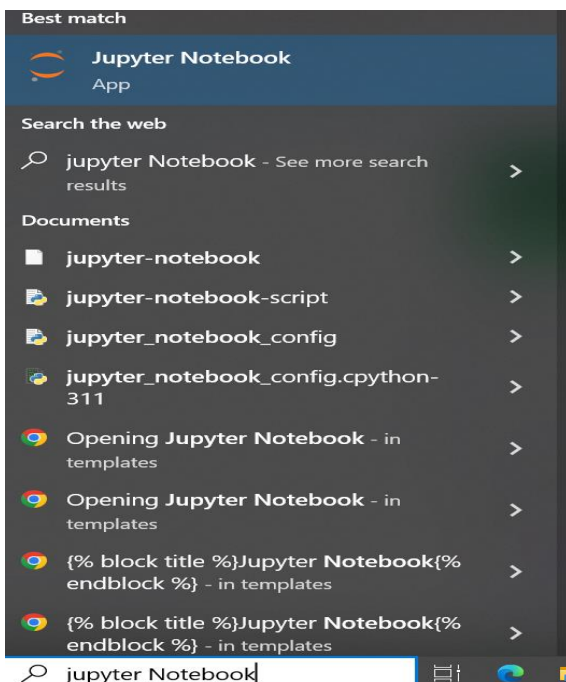 Best match
Jupyter Notebook
App
Search the web
jupyter Notebook - See more search
results
Documents
jupyter-notebook
jupyter-notebook-script
jupyter_notebook_config
jupyter_notebook_config.cpython-
311
Opening Jupyter Notebook - in
templates
Opening Jupyter Notebook - in
templates
{% block title %}Jupyter Notebook{%
endblock %} - in templates
{% block title %}Jupyter Notebook{%
endblock %} - in templates
jupyter Notebook